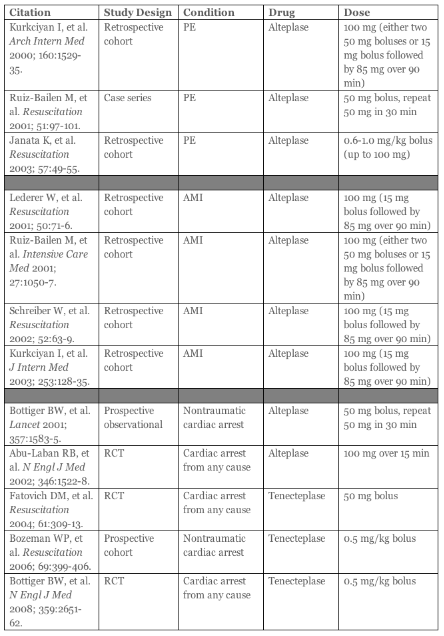 Citation Study Design Condition Drug Dose
Kurkciyan I, et al. Retrospective PE Alteplase 100 mg (either two
Arch Intern Med cohort 50 mg boluses or 15
2000; 160:1529- mg bolus followed
35. by 85 mg over 90
min)
Ruiz-Bailen M, et Case series PE Alteplase 50 mg bolus, repeat
al. Resuscitation 50 mg in 30 min
2001; 51:97-101.
Janata K, et al. Retrospective PE Alteplase 0.6-1.0 mg/kg bolus
Resuscitation cohort (up to 100 mg)
2003; 57:49-55.
Lederer W, et al. Retrospective AMI Alteplase 100 mg (15 mg
Resuscitation cohort bolus followed by
2001; 50:71-6. 85 mg over 90 min)
Ruiz-Bailen M, et Retrospective AMI Alteplase 100 mg (either two
al. Intensive Care cohort 50 mg boluses or 15
Med 2001; mg bolus followed
27:1050-7. by 85 mg over 90
min)
Schreiber W, et al. Retrospective AMI Alteplase 100 mg (15 mg
Resuscitation cohort bolus followed by
2002; 52:63-9. 85 mg over 90 min)
Kurkciyan I, et al. Retrospective AMI Alteplase 100 mg (15 mg
J Intern Med cohort bolus followed by
2003; 253:128-35. 85 mg over 90 min)
Bottiger BW, et al. Prospective Nontraumatic Alteplase 50 mg bolus, repeat
Lancet 2001; observational cardiac arrest 50 mg in 30 min
357:1583-5.
Abu-Laban RB, et RCT Cardiac arrest Alteplase 100 mg over 15 min
al. N Engl J Med from any cause
2002; 346:1522-8.
Fatovich DM, et al. RCT Cardiac arrest Tenecteplase 50 mg bolus
Resuscitation from any cause
2004; 61:309-13.
Bozeman WP, et Prospective Nontraumatic Tenecteplase 0.5 mg/kg bolus
al. Resuscitation cohort cardiac arrest
2006; 69:399-406.
Bottiger BW, et al. RCT Cardiac arrest Tenecteplase 0.5 mg/kg bolus
N Engl J Med from any cause
2008; 359:2651-
62.